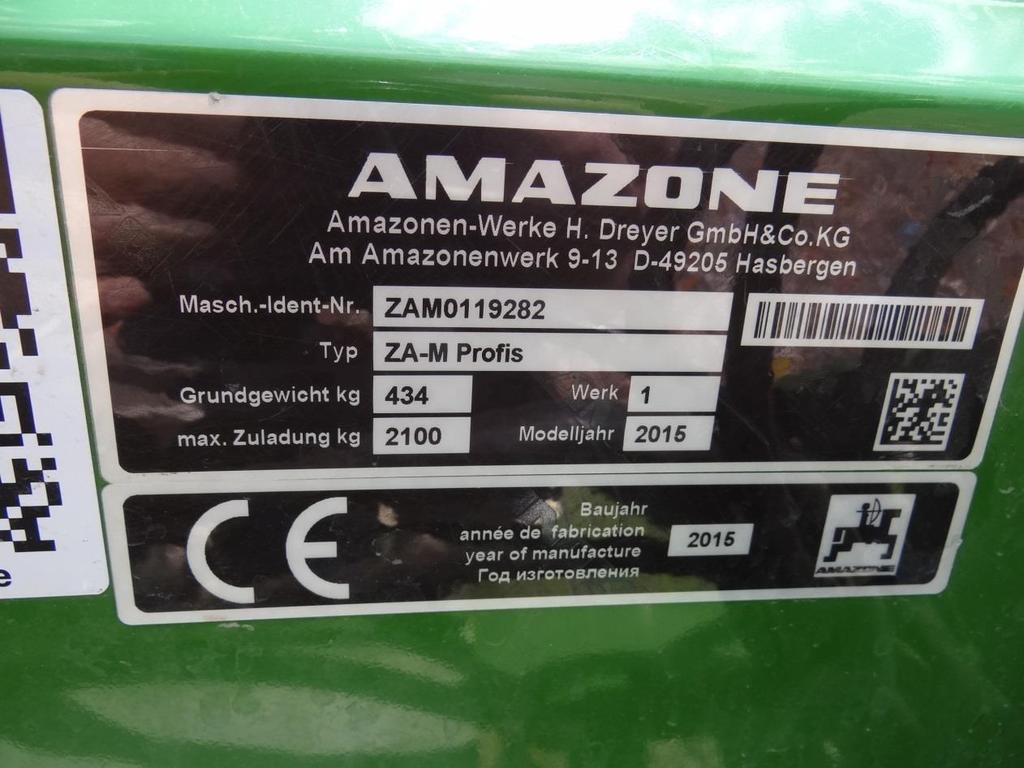 AMAZONE
Amazonen-Werke H. Dreyer GmbH&Co.KG
Am Amazonenwerk 9-13 D-49205 Hasbergen
Masch.-Ident-Nr. ZAM0119282
Typ ZA-M Profis
Grundgewicht kg 434 Werk 1
max. Zuladung kg 2100 Modelljahr 2015
CE
Baujahr
année de fabrication
year of manufacture
Год изготовления
2015
AMAZONE
e